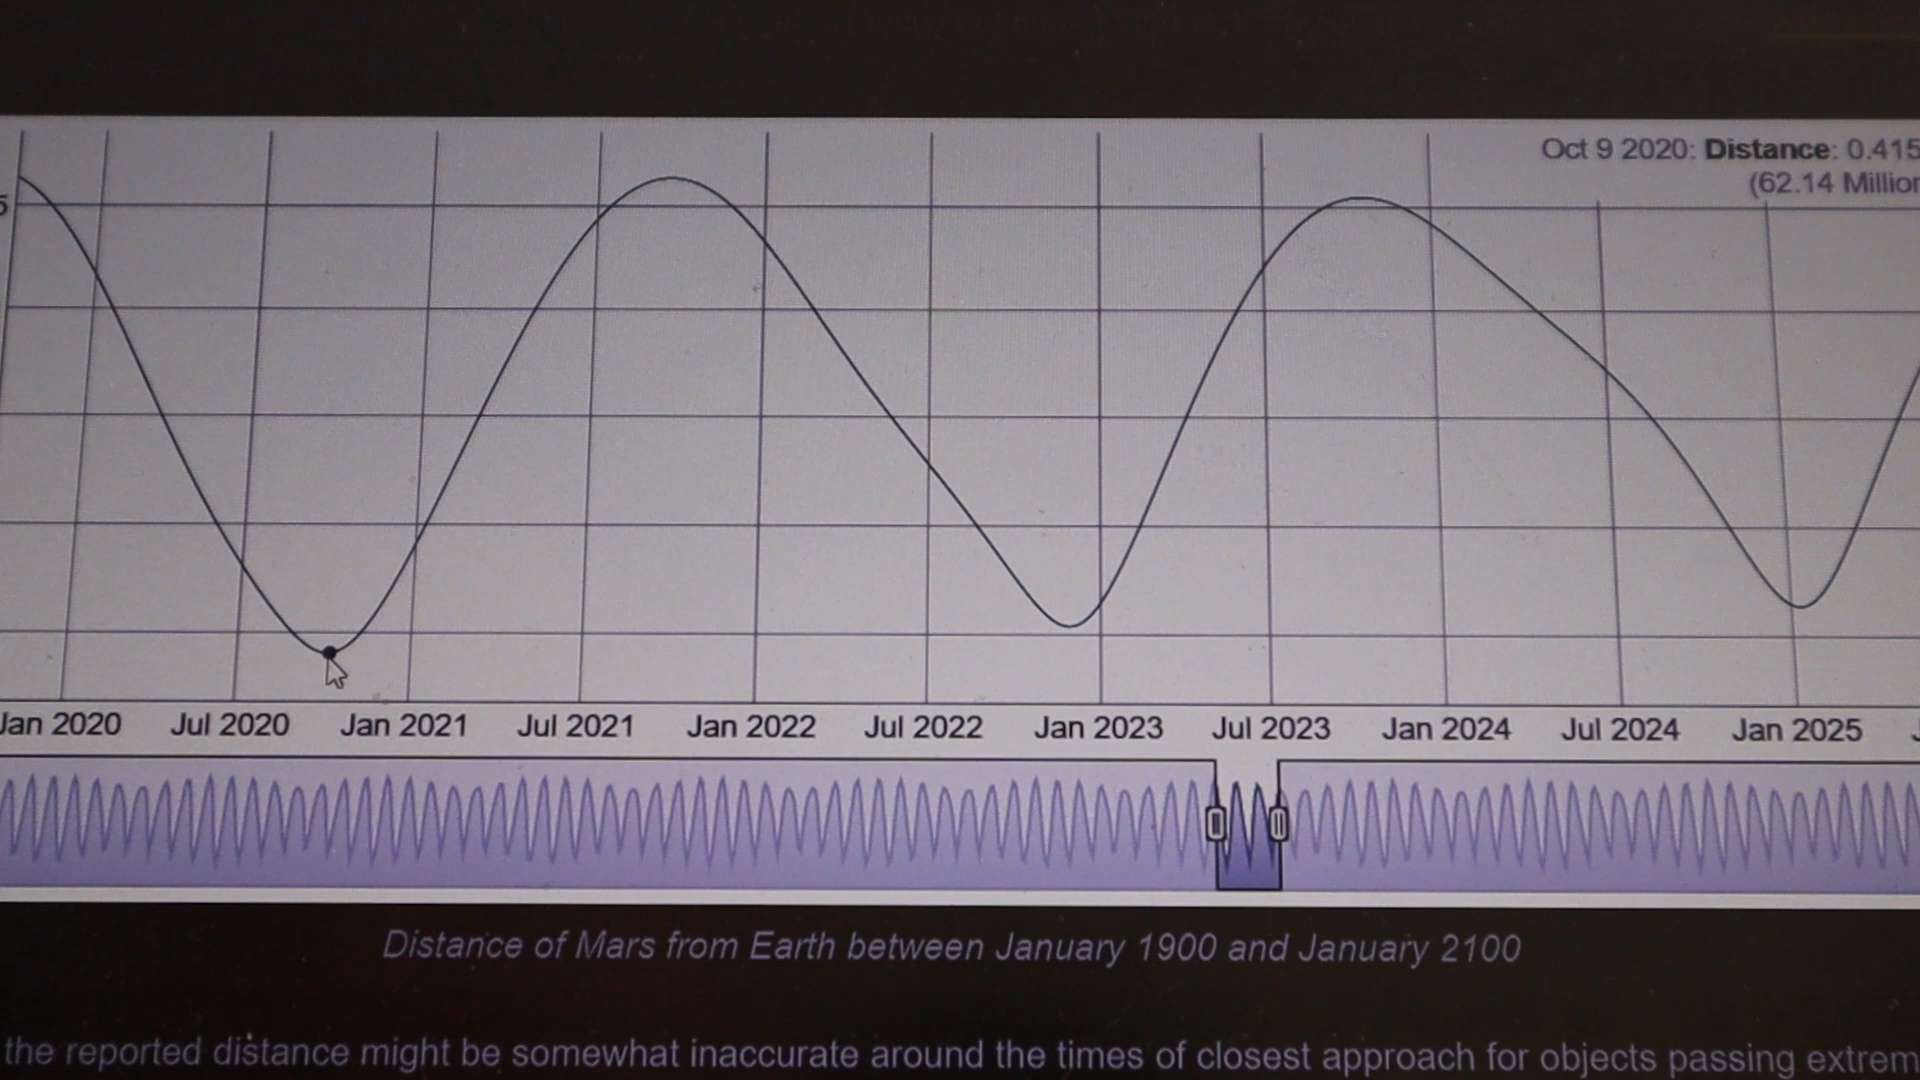 Oct 9 2020: Distance: 0.415
(62.14 Million
5
Jan 2020 Jul 2020 Jan 2021 Jul 2021 Jan 2022 Jul 2022 Jan 2023 Jul 2023 Jan 2024 Jul 2024 Jan 2025 J
Distance of Mars from Earth between January 1900 and January 2100
the reported distance might be somewhat inaccurate around the times of closest approach for objects passing extrem